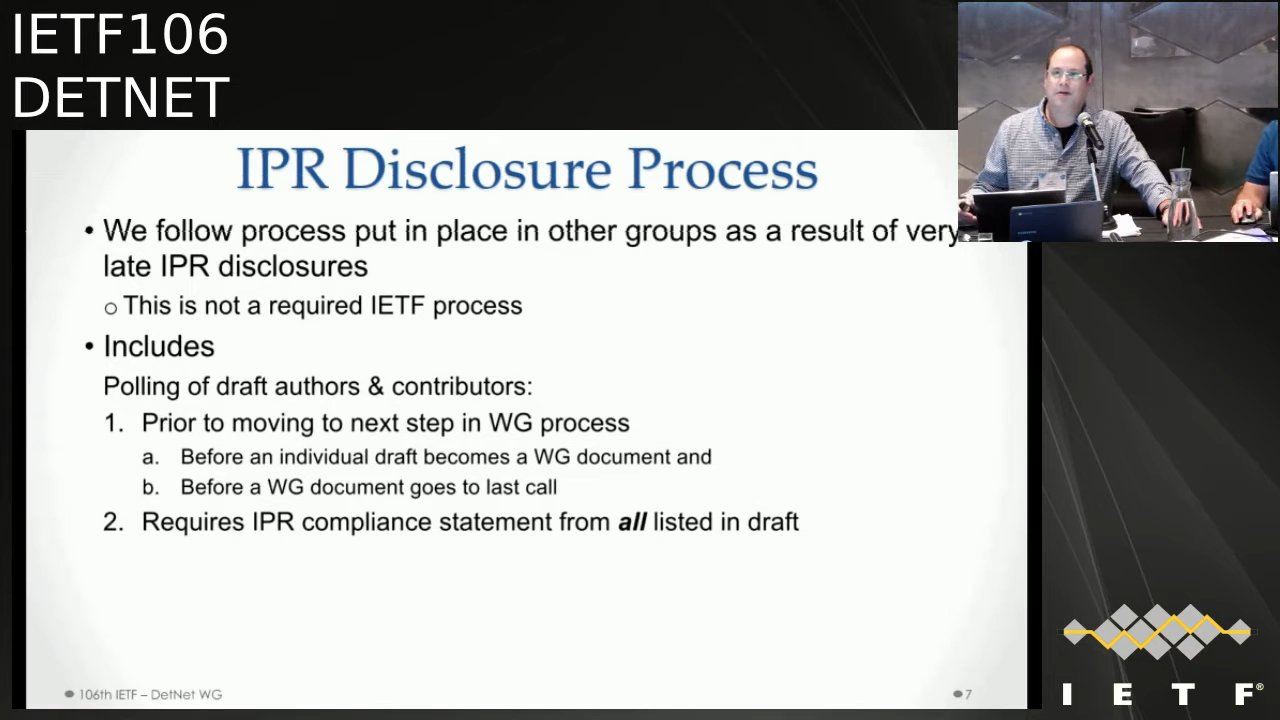 IETF106
DETNET
IPR Disclosure Process
• We follow process put in place in other groups as a result of very
late IPR disclosures
o This is not a required IETF process
• Includes
Polling of draft authors & contributors:
1. Prior to moving to next step in WG process
a. Before an individual draft becomes a WG document and
b. Before a WG document goes to last call
2. Requires IPR compliance statement from all listed in draft
106th IETF – DetNet WG
7
I E T F®